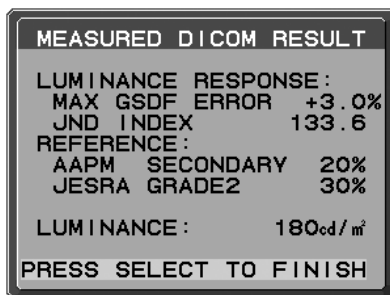 MEASURED DICOM RESULT
LUMINANCE RESPONSE:
MAX GSDF ERROR +3.0%
JND INDEX 133.6
REFERENCE:
AAPM SECONDARY 20%
JESRA GRADE2 30%
LUMINANCE: 180cd/㎡
PRESS SELECT TO FINISH